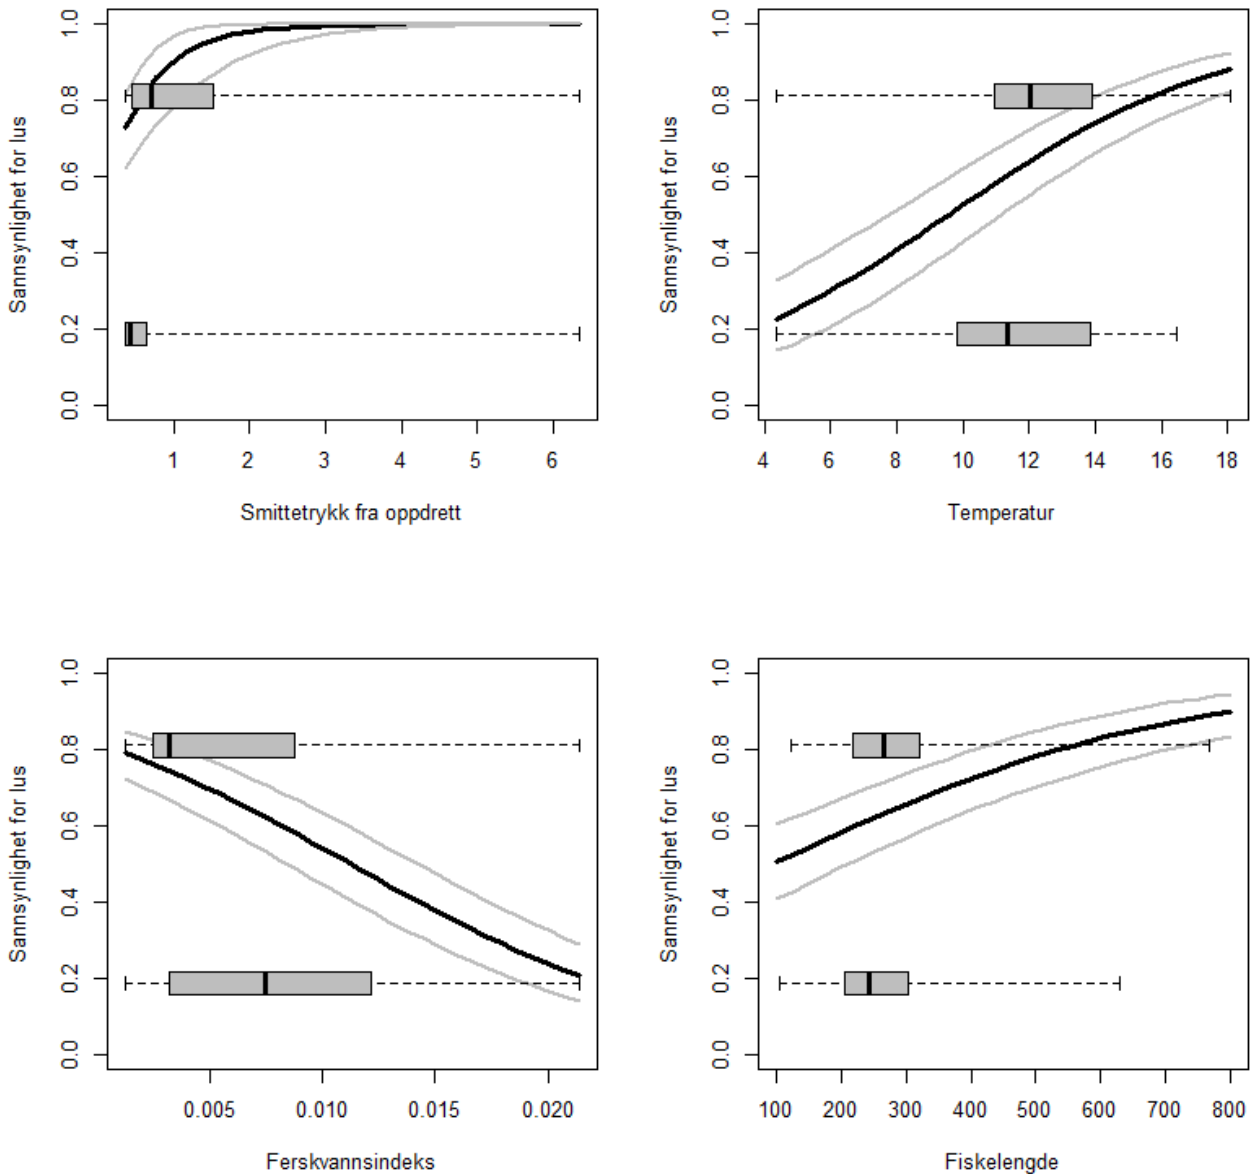 Sannsynlighet for lus
0.0 0.2 0.4 0.6 0.8 1.0
1 2 3 4 5 6
Smittetrykk fra oppdrett
Sannsynlighet for lus
0.0 0.2 0.4 0.6 0.8 1.0
4 6 8 10 12 14 16 18
Temperatur
Sannsynlighet for lus
0.0 0.2 0.4 0.6 0.8 1.0
0.005 0.010 0.015 0.020
Ferskvannsindeks
Sannsynlighet for lus
0.0 0.2 0.4 0.6 0.8 1.0
100 200 300 400 500 600 700 800
Fiskelengde